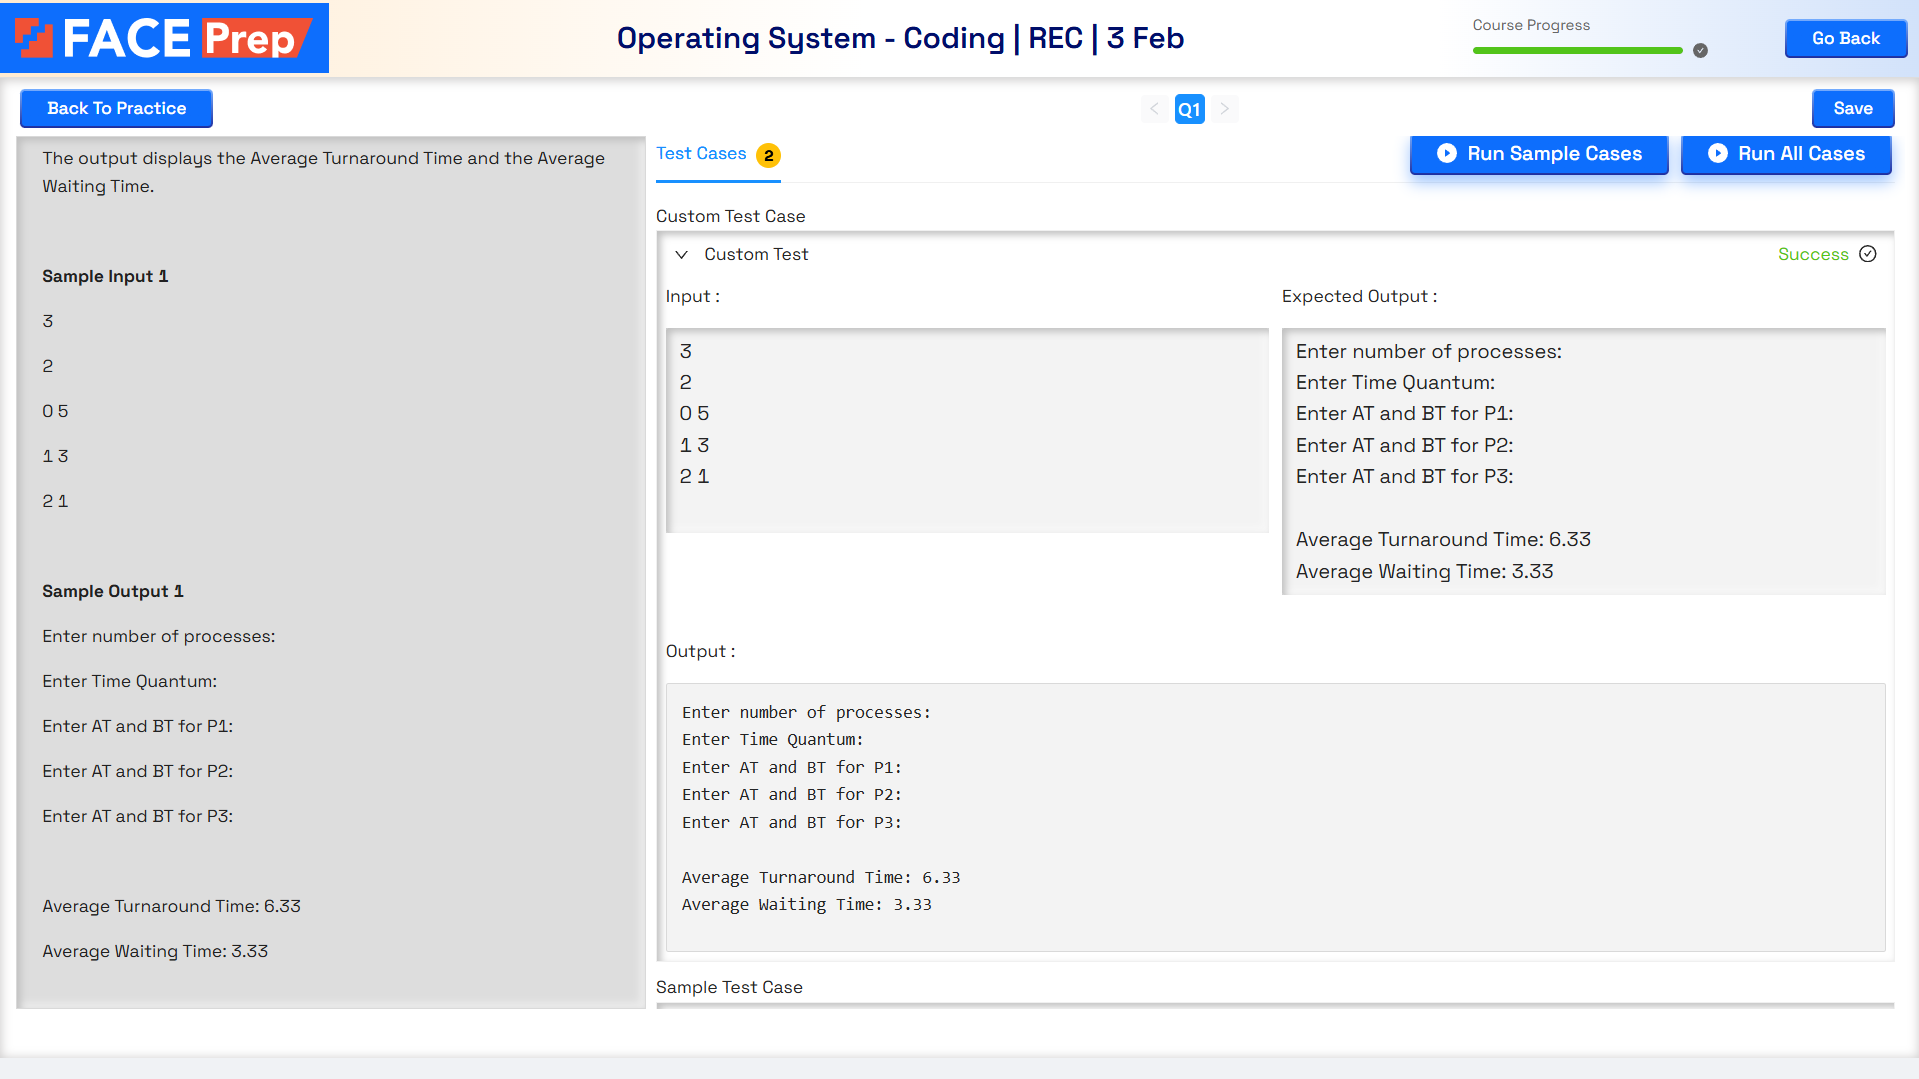 FACE Prep
Operating System - Coding | REC | 3 Feb
Course Progress
Go Back
Back To Practice
< Q1 >
Save
The output displays the Average Turnaround Time and the Average
Waiting Time.
Sample Input 1
3
2
0 5
1 3
2 1
Sample Output 1
Enter number of processes:
Enter Time Quantum:
Enter AT and BT for P1:
Enter AT and BT for P2:
Enter AT and BT for P3:
Average Turnaround Time: 6.33
Average Waiting Time: 3.33
Test Cases 2
Run Sample Cases
Run All Cases
Custom Test Case
Custom Test
Success
Input :
3
2
0 5
1 3
2 1
Expected Output :
Enter number of processes:
Enter Time Quantum:
Enter AT and BT for P1:
Enter AT and BT for P2:
Enter AT and BT for P3:
Average Turnaround Time: 6.33
Average Waiting Time: 3.33
Output :
Enter number of processes:
Enter Time Quantum:
Enter AT and BT for P1:
Enter AT and BT for P2:
Enter AT and BT for P3:
Average Turnaround Time: 6.33
Average Waiting Time: 3.33
Sample Test Case